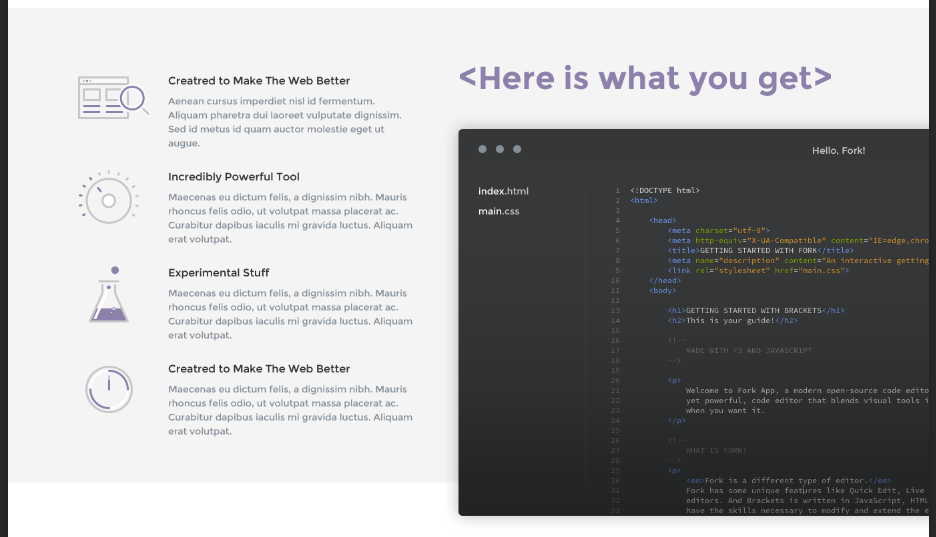 Creatred to Make The Web Better
Aenean cursus imperdiet nisl id fermentum.
Aliquam pharetra dui laoreet vulputate dignissim.
Sed id metus id quam auctor molestie eget ut
augue.
Incredibly Powerful Tool
Maecenas eu dictum felis, a dignissim nibh. Mauris
rhoncus felis odio, ut volutpat massa placerat ac.
Curabitur dapibus iaculis mi gravida luctus. Aliquam
erat volutpat.
Experimental Stuff
Maecenas eu dictum felis, a dignissim nibh. Mauris
rhoncus felis odio, ut volutpat massa placerat ac.
Curabitur dapibus iaculis mi gravida luctus. Aliquam
erat volutpat.
Creatred to Make The Web Better
Maecenas eu dictum felis, a dignissim nibh. Mauris
rhoncus felis odio, ut volutpat massa placerat ac.
Curabitur dapibus iaculis mi gravida luctus. Aliquam
erat volutpat.
<Here is what you get>
Hello, Fork!
index.html
main.css
1 <!DOCTYPE html>
2 <html>
3
4 <head>
5 <meta charset="utf-8">
6 <meta http-equiv="X-UA-Compatible" content="IE=edge,chro
7 <title>GETTING STARTED WITH FORK</title>
8 <meta name="description" content="An interactive getting
9 <link rel="stylesheet" href="main.css">
10 </head>
11 <body>
12
13 <h1>GETTING STARTED WITH BRACKETS</h1>
14 <h2>This is your guide!</h2>
15
16 <!--
17 MADE WITH <3 AND JAVASCRIPT
18 -->
19
20 <p>
21 Welcome to Fork App, a modern open-source code edito
22 yet powerful, code editor that blends visual tools i
23 when you want it.
24 </p>
25
26 <!--
27 WHAT IS FORK?
28 -->
29 <p>
30 <em>Fork is a different type of editor.</em>
31 Fork has some unique features like Quick Edit, Live
32 editors. And Brackets is written in JavaScript, HTML
33 have the skills necessary to modify and extend the e